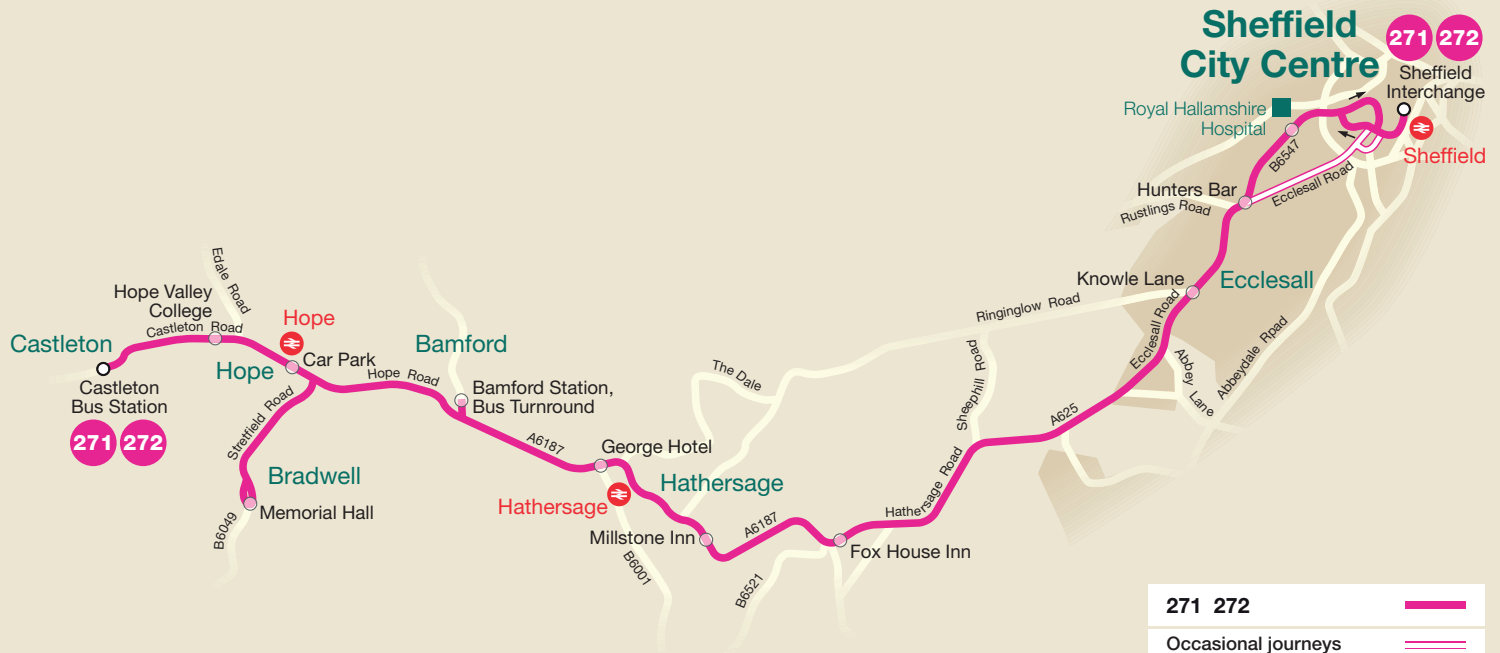 Sheffield
City Centre
271 272
Sheffield
Interchange
Royal Hallamshire
Hospital
Sheffield
B6547
Ecclesall Road
Hunters Bar
Rustlings Road
Knowle Lane
Ecclesall
Ringinglow Road
Ecclesall Road
Abbey Lane
Abbeydale Rpad
Edale Road
Hope Valley
College
Castleton Road
Hope
Castleton
Hope
Car Park
Hope Road
Bamford
Castleton
Bus Station
271 272
Bamford Station,
Bus Turnround
The Dale
Sheephill Road
A625
Stretfield Road
A6187
George Hotel
Bradwell
Hathersage
Hathersage
Memorial Hall
B6049
Millstone Inn
A6187
Hathersage Road
Fox House Inn
B6001
B6521
271 272
Occasional journeys